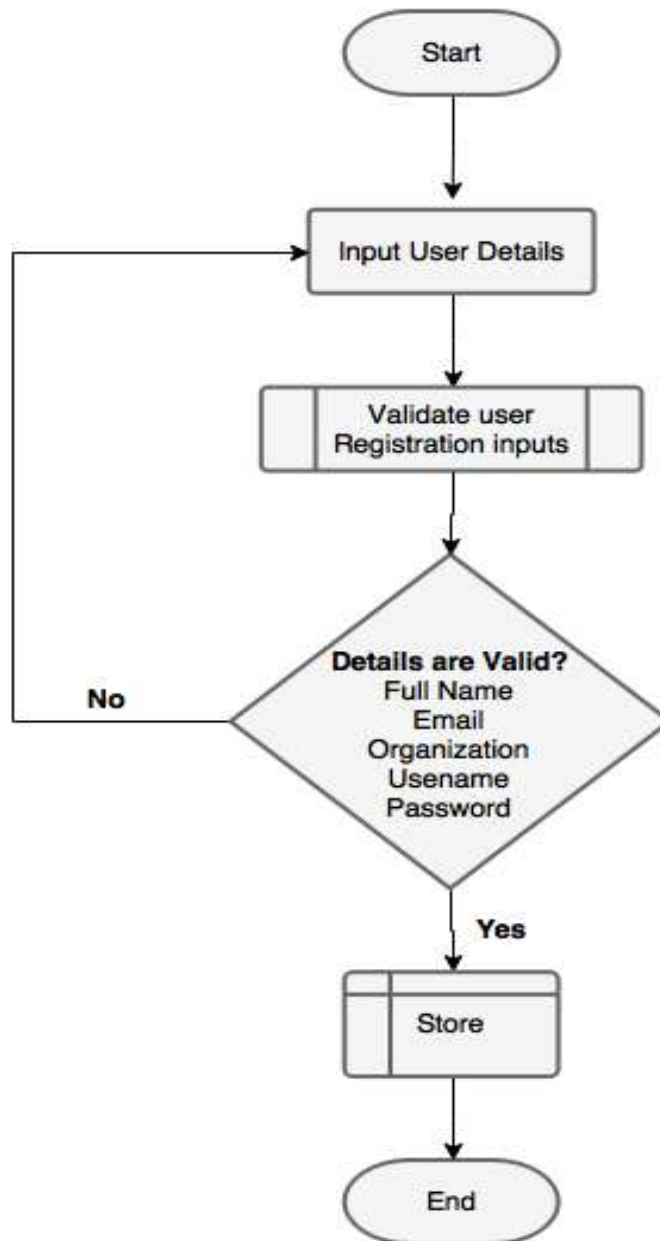 Start
Input User Details
Validate user
Registration inputs
Details are Valid?
Full Name
Email
Organization
Usename
Password
No
Yes
Store
End